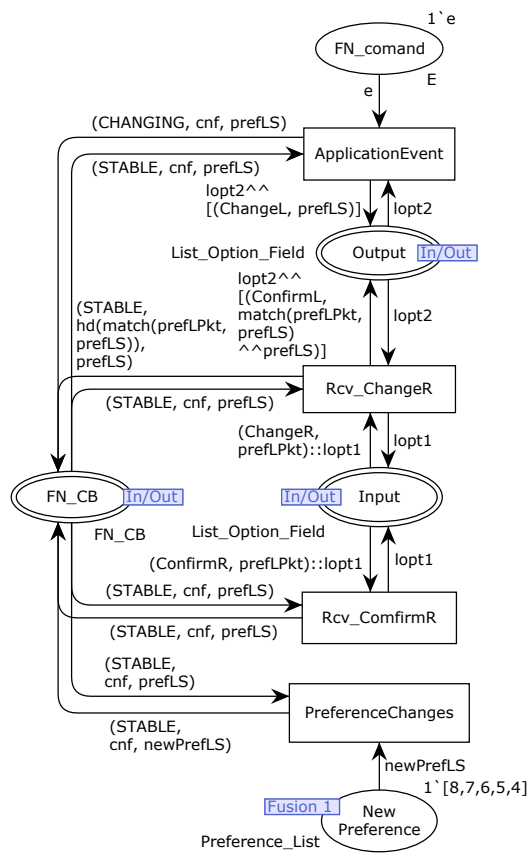 1`e
FN_comand
E
e
(CHANGING, cnf, prefLS)
ApplicationEvent
(STABLE, cnf, prefLS)
lopt2^^
[(ChangeL, prefLS)]
lopt2
List_Option_Field
Output
In/Out
lopt2^^
[(ConfirmL,
match(prefLPkt,
prefLS)
^^prefLS)]
lopt2
(STABLE,
hd(match(prefLPkt,
prefLS)),
prefLS)
Rcv_ChangeR
(STABLE, cnf, prefLS)
(ChangeR,
prefLPkt)::lopt1
lopt1
FN_CB
In/Out
In/Out
Input
FN_CB
List_Option_Field
(ConfirmR, prefLPkt)::lopt1
lopt1
(STABLE, cnf, prefLS)
Rcv_ComfirmR
(STABLE, cnf, prefLS)
(STABLE,
cnf, prefLS)
PreferenceChanges
(STABLE,
cnf, newPrefLS)
newPrefLS
1`[8,7,6,5,4]
Fusion 1
New
Preference
Preference_List